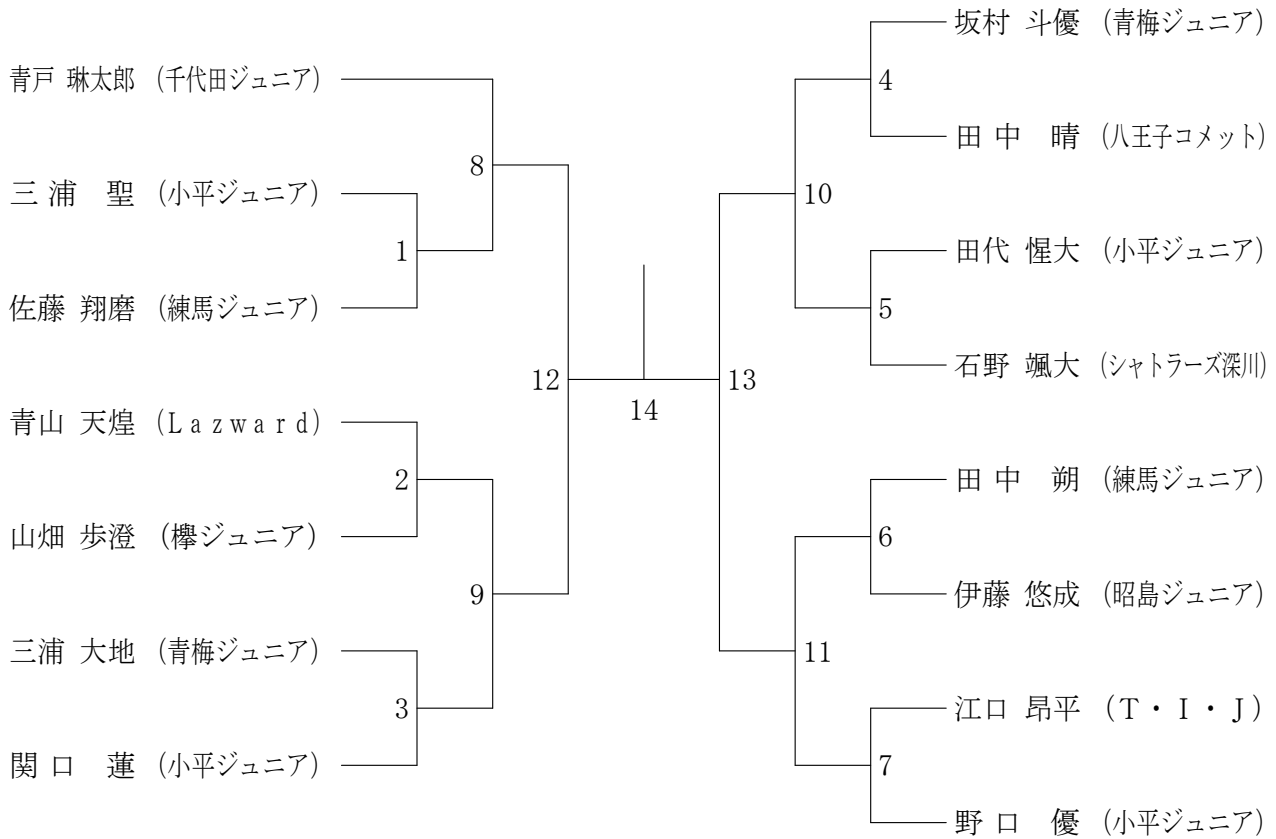 青戸 琳太郎 (千代田ジュニア)
8
三 浦 聖 (小平ジュニア)
1
佐藤 翔磨 (練馬ジュニア)
12
青山 天煌 (Lazward)
2
山畑 歩澄 (欅ジュニア)
9
三浦 大地 (青梅ジュニア)
3
関 口 蓮 (小平ジュニア)
14
坂村 斗優 (青梅ジュニア)
4
田 中 晴 (八王子コメット)
10
田代 惺大 (小平ジュニア)
5
石野 颯大 (シャトラーズ深川)
13
田 中 朔 (練馬ジュニア)
6
伊藤 悠成 (昭島ジュニア)
11
江口 昂平 (T・I・J)
7
野 口 優 (小平ジュニア)